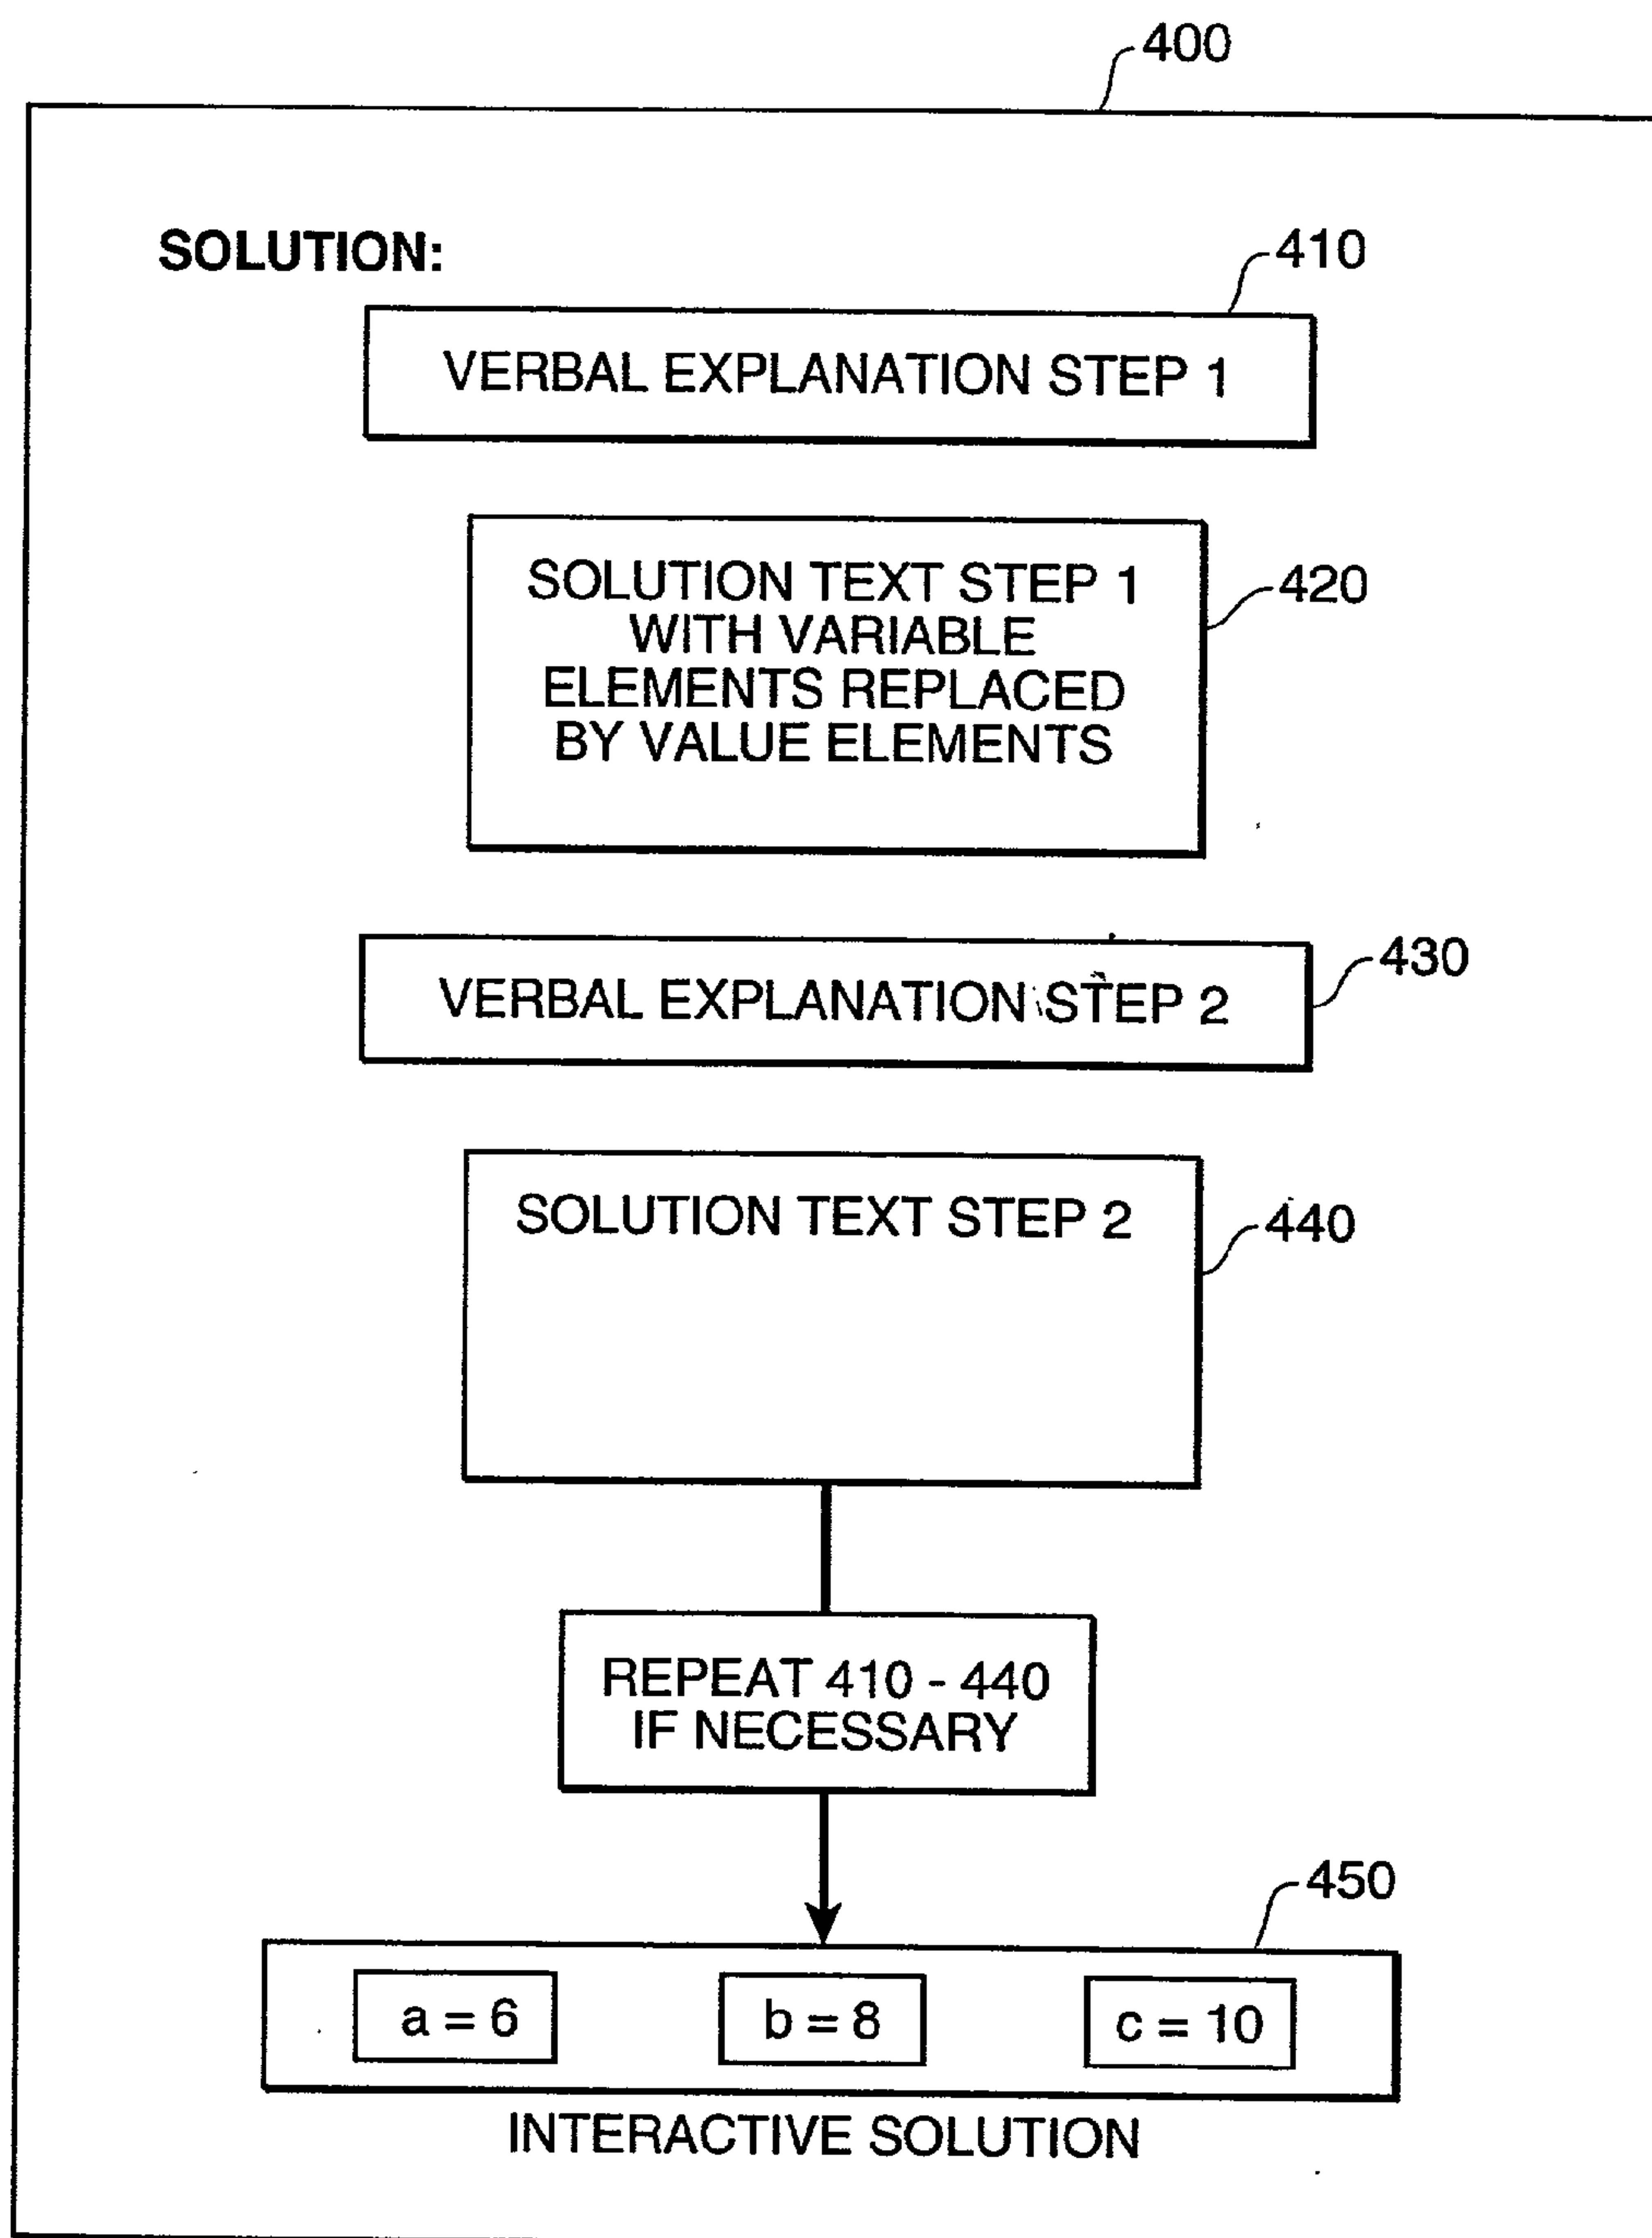 400
SOLUTION:
410
VERBAL EXPLANATION STEP 1
SOLUTION TEXT STEP 1
WITH VARIABLE
ELEMENTS REPLACED
BY VALUE ELEMENTS
420
VERBAL EXPLANATION STEP 2
430
SOLUTION TEXT STEP 2
440
REPEAT 410 - 440
IF NECESSARY
450
a = 6 b = 8 c = 10
INTERACTIVE SOLUTION